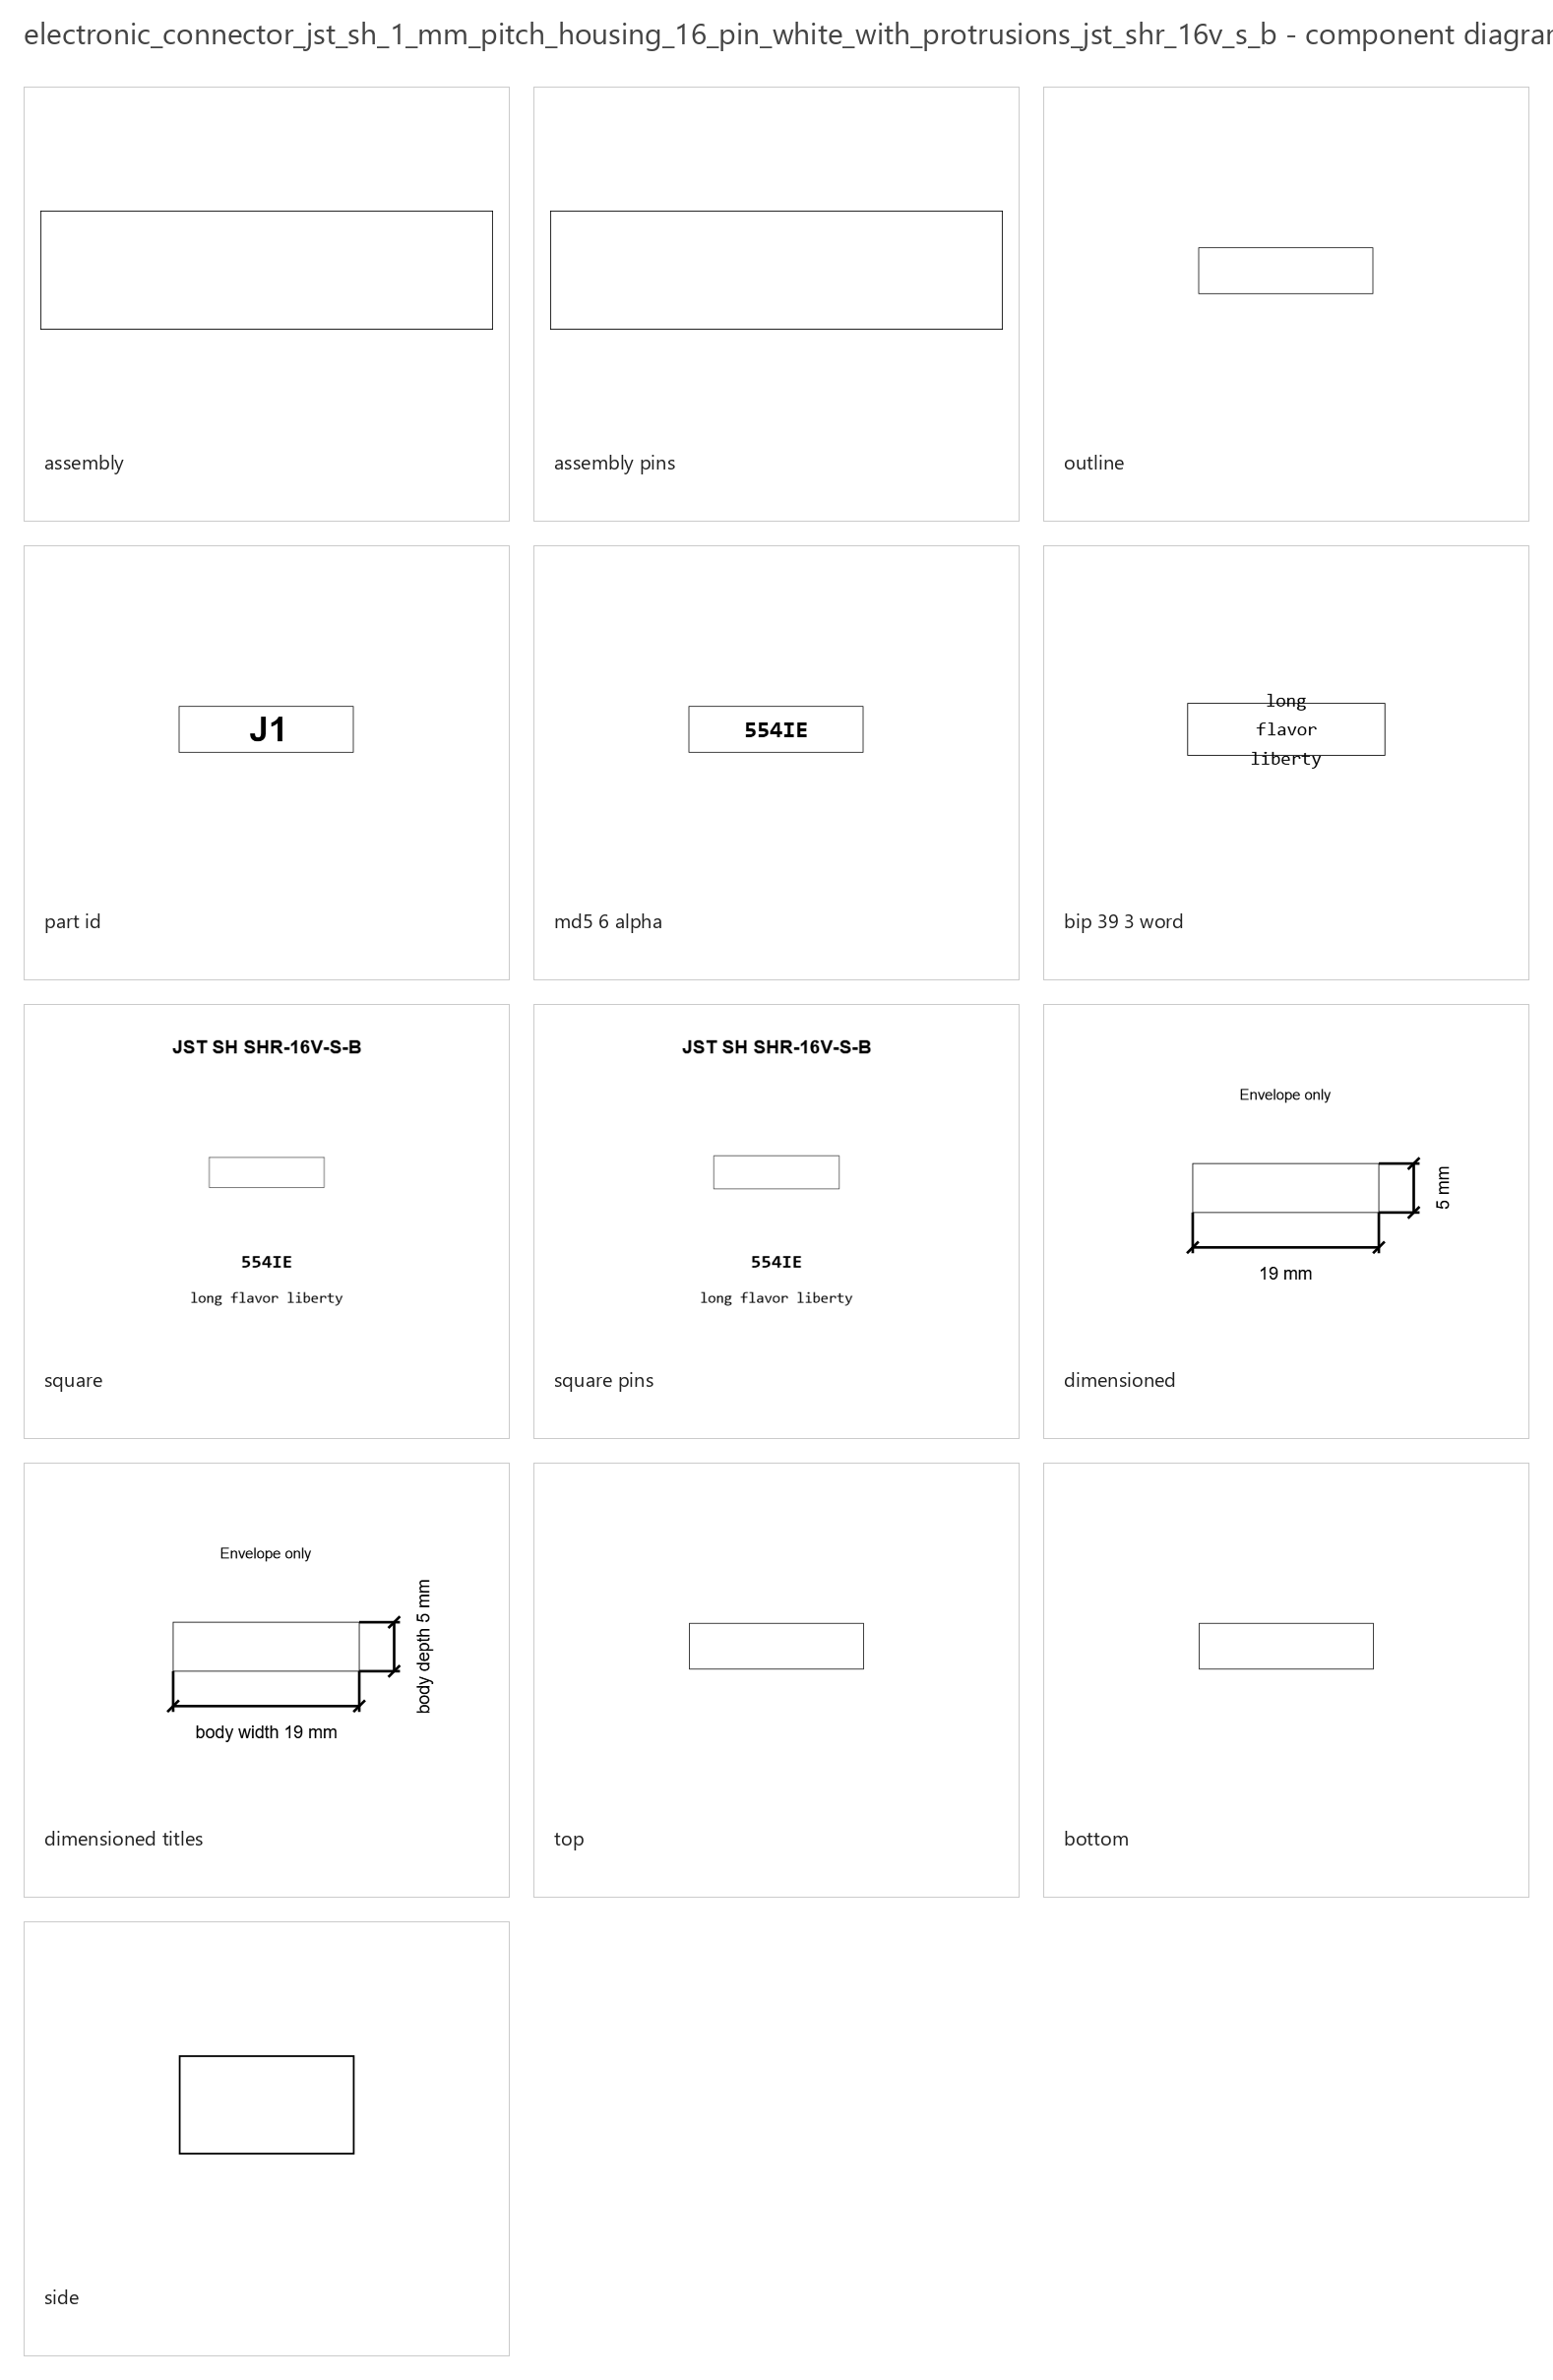 electronic_connector_jst_sh_1_mm_pitch_housing_16_pin_white_with_protrusions_jst_shr_16v_s_b - component diagram
assembly
assembly pins
outline
J1
part id
554IE
md5 6 alpha
long
flavor
liberty
bip 39 3 word
JST SH SHR-16V-S-B
554IE
long flavor liberty
square
JST SH SHR-16V-S-B
554IE
long flavor liberty
square pins
Envelope only
5 mm
19 mm
dimensioned
Envelope only
body depth 5 mm
body width 19 mm
dimensioned titles
top
bottom
side